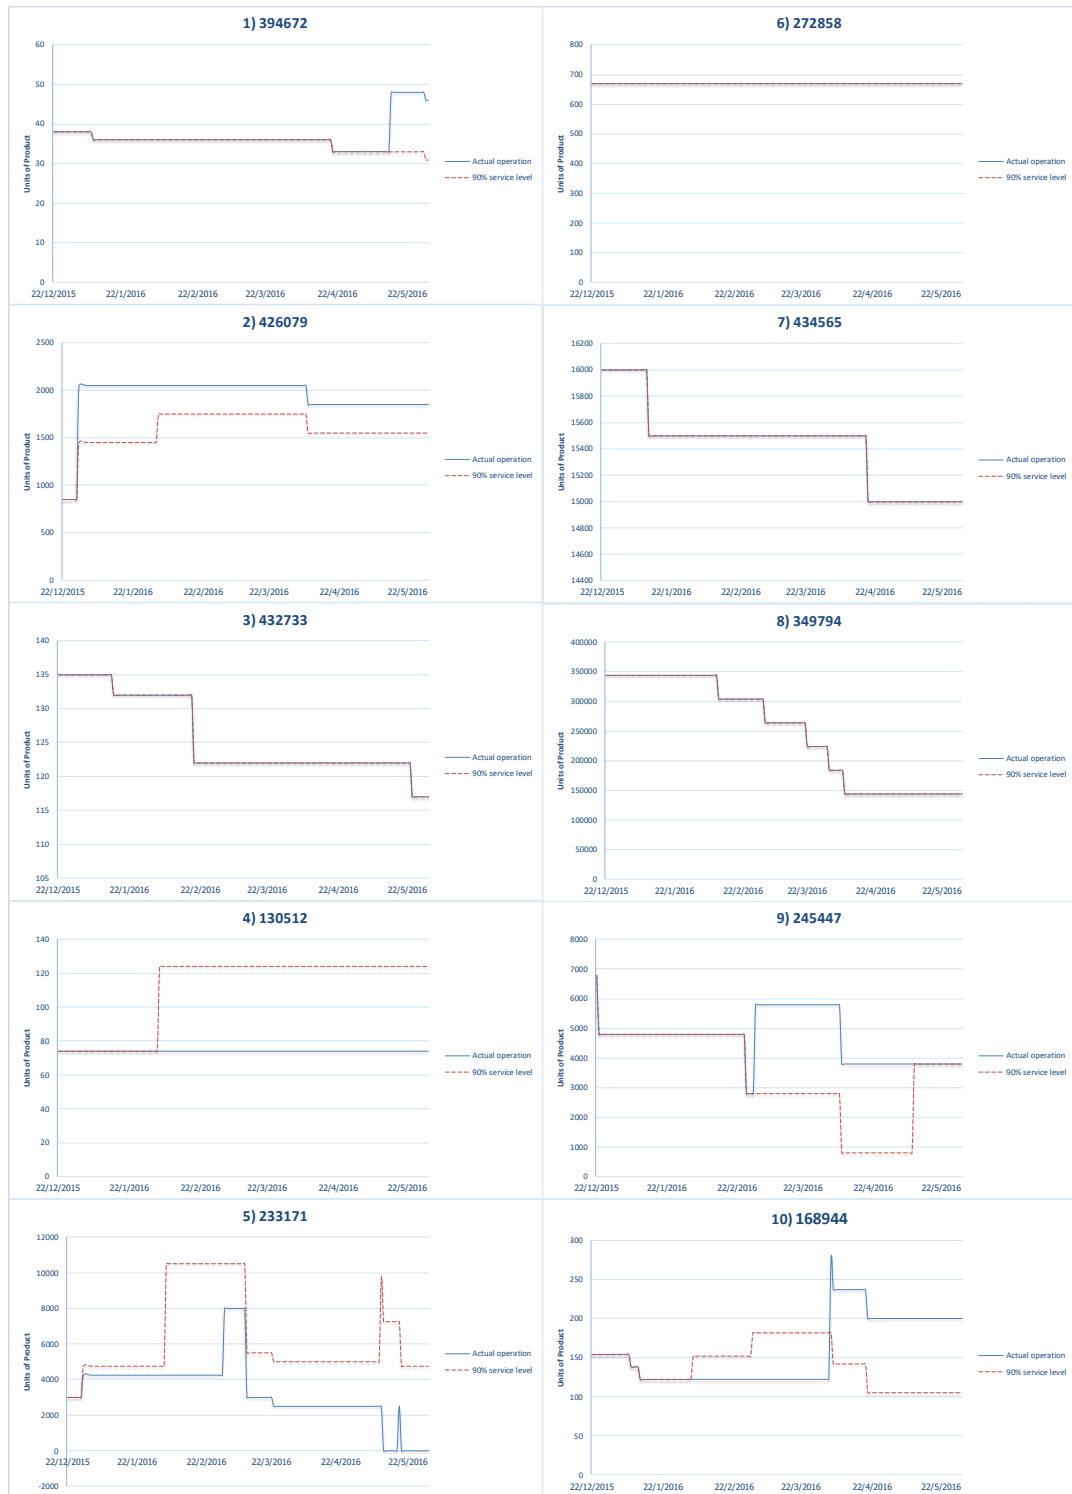 1) 394672
60
50
40
30
20
10
0
Units of Product
22/12/2015 22/1/2016 22/2/2016 22/3/2016 22/4/2016 22/5/2016
Actual operation
90% service level
2) 426079
2500
2000
1500
1000
500
0
Units of Product
22/12/2015 22/1/2016 22/2/2016 22/3/2016 22/4/2016 22/5/2016
Actual operation
90% service level
3) 432733
140
135
130
125
120
115
110
105
Units of Product
22/12/2015 22/1/2016 22/2/2016 22/3/2016 22/4/2016 22/5/2016
Actual operation
90% service level
4) 130512
140
120
100
80
60
40
20
0
Units of Product
22/12/2015 22/1/2016 22/2/2016 22/3/2016 22/4/2016 22/5/2016
Actual operation
90% service level
5) 233171
12000
10000
8000
6000
4000
2000
0
-2000
Units of Product
22/12/2015 22/1/2016 22/2/2016 22/3/2016 22/4/2016 22/5/2016
Actual operation
90% service level
6) 272858
800
700
600
500
400
300
200
100
0
Units of Product
22/12/2015 22/1/2016 22/2/2016 22/3/2016 22/4/2016 22/5/2016
Actual operation
90% service level
7) 434565
16200
16000
15800
15600
15400
15200
15000
14800
14600
14400
Units of Product
22/12/2015 22/1/2016 22/2/2016 22/3/2016 22/4/2016 22/5/2016
Actual operation
90% service level
8) 349794
400000
350000
300000
250000
200000
150000
100000
50000
0
Units of Product
22/12/2015 22/1/2016 22/2/2016 22/3/2016 22/4/2016 22/5/2016
Actual operation
90% service level
9) 245447
8000
7000
6000
5000
4000
3000
2000
1000
0
Units of Product
22/12/2015 22/1/2016 22/2/2016 22/3/2016 22/4/2016 22/5/2016
Actual operation
90% service level
10) 168944
300
250
200
150
100
50
0
Units of Product
22/12/2015 22/1/2016 22/2/2016 22/3/2016 22/4/2016 22/5/2016
Actual operation
90% service level